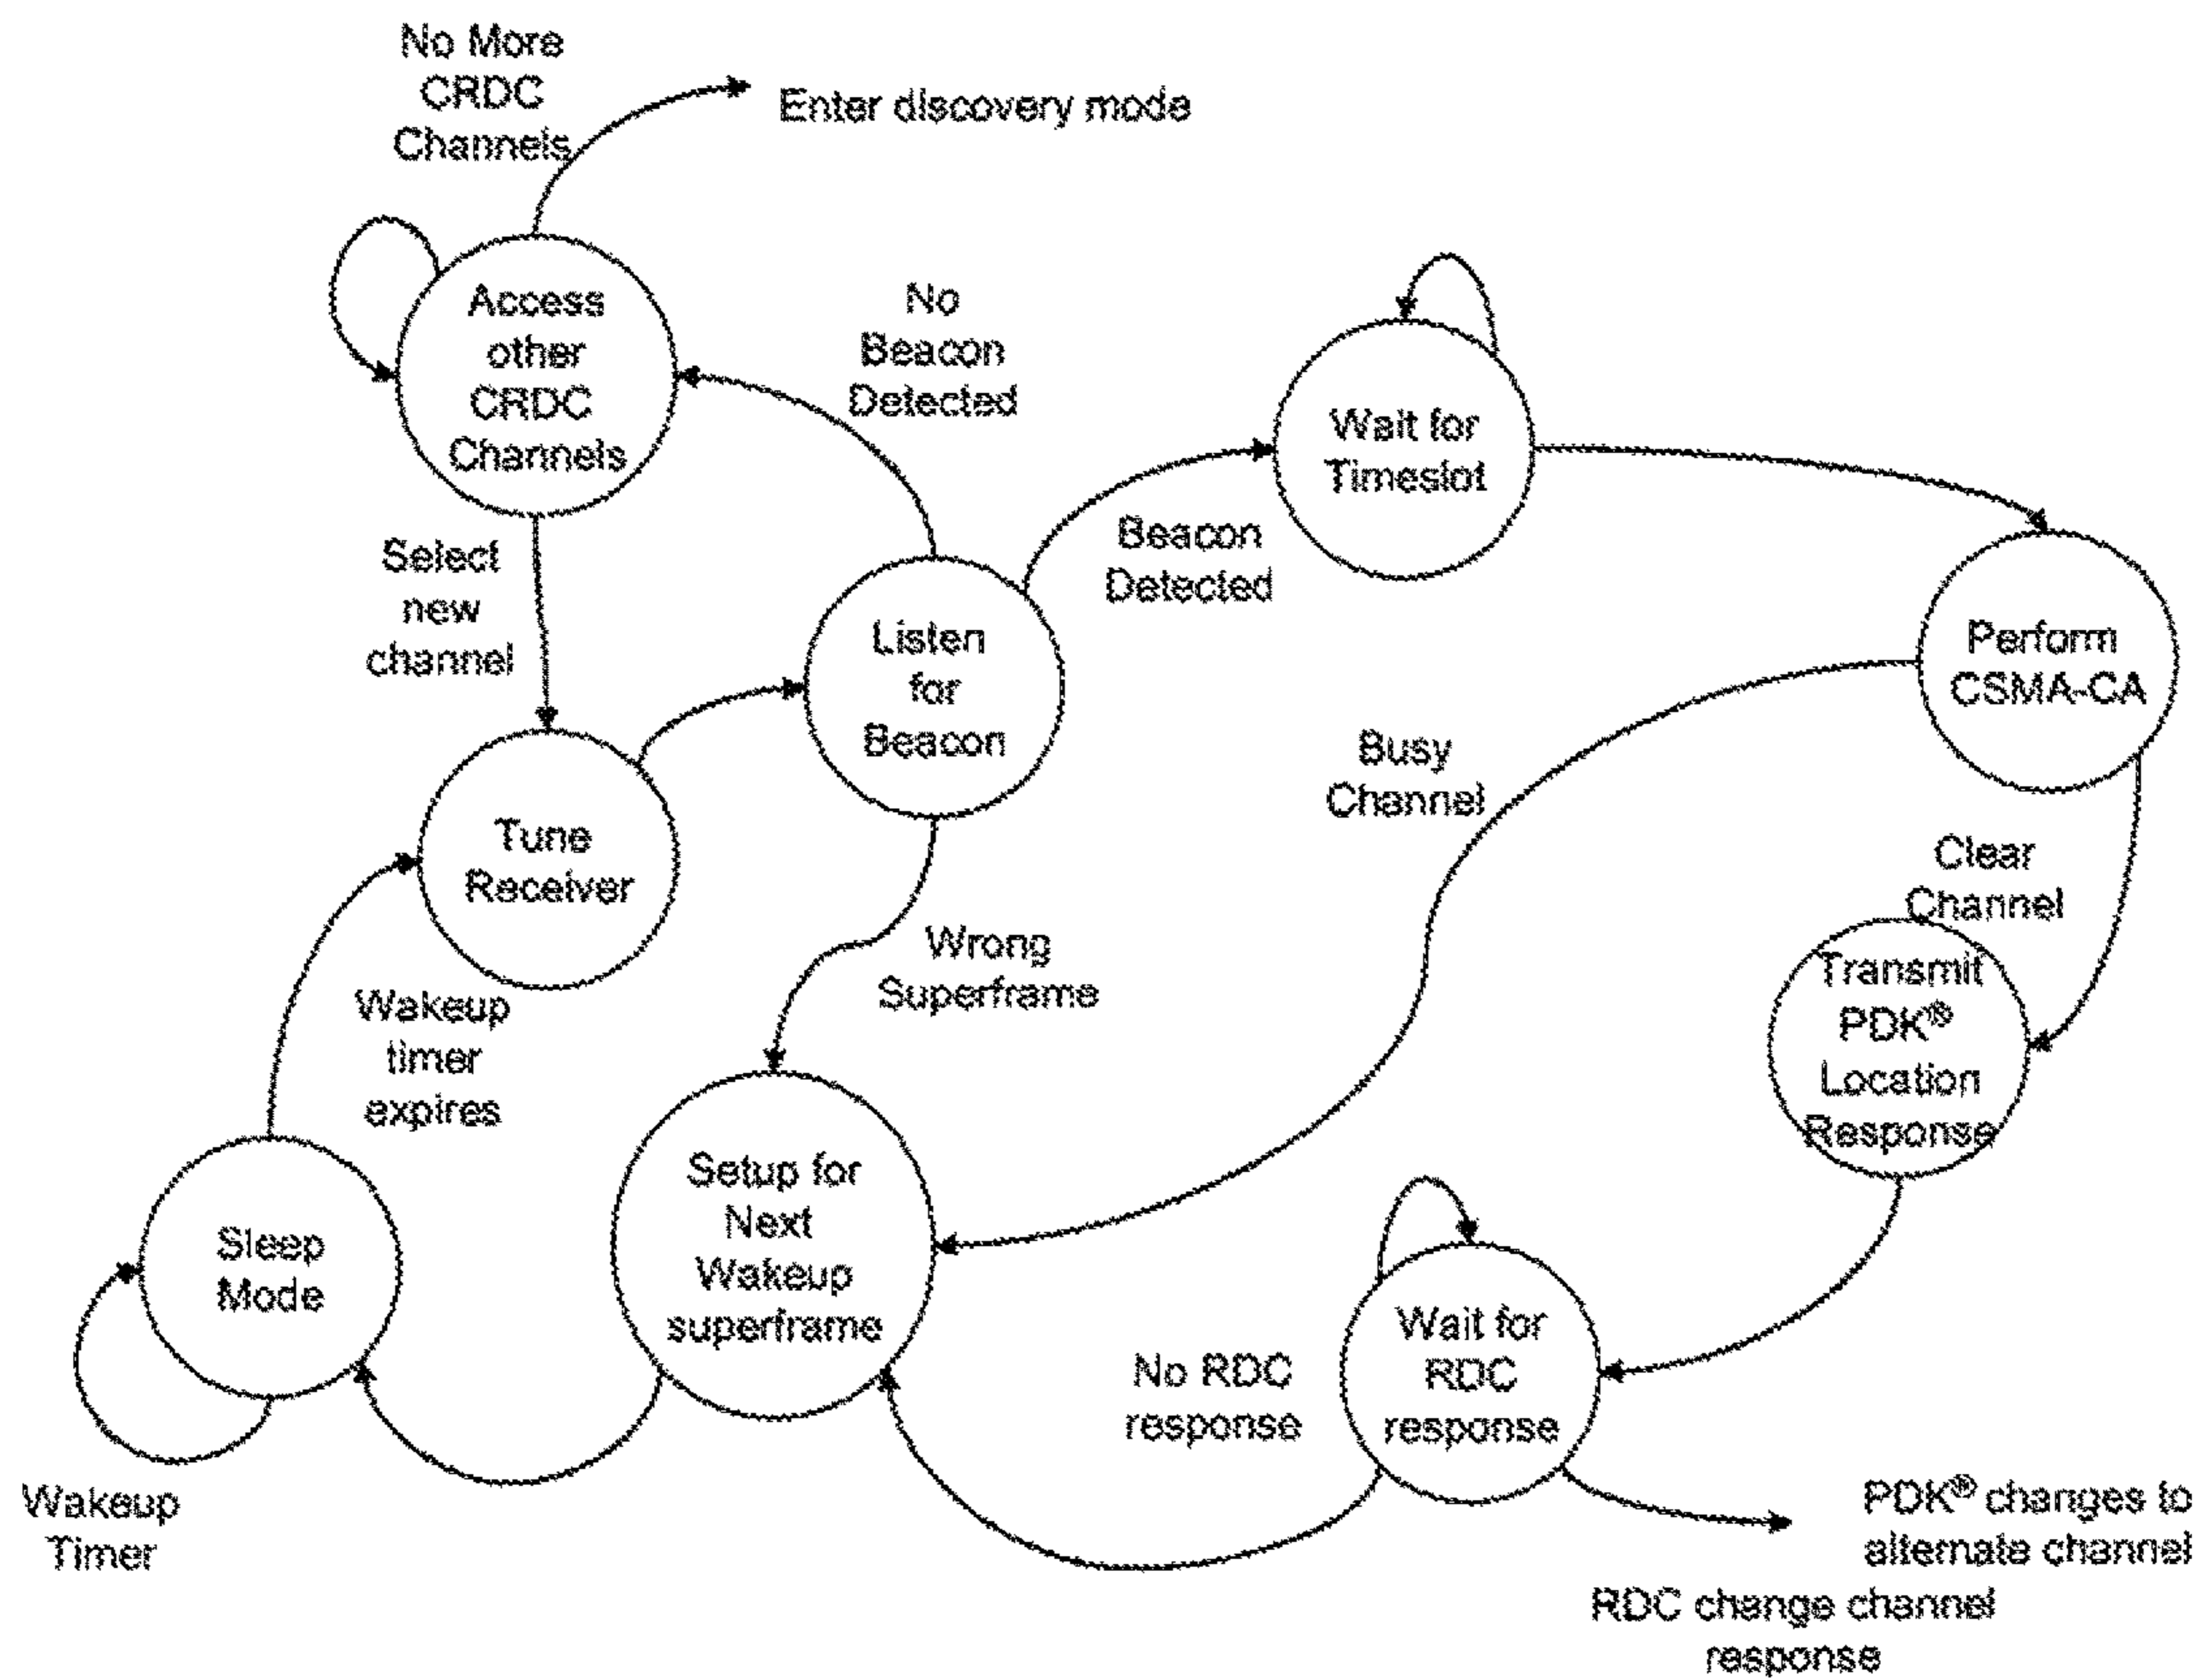 No More
CRDC
Channels
Enter discovery mode
Access
other
CRDC
Channels
No
Beacon
Detected
Wait for
Timeslot
Select
new
channel
Beacon
Detected
Listen
for
Beacon
Perform
CSMA-CA
Busy
Channel
Tune
Receiver
Clear
Channel
Wrong
Superframe
Transmit
PDK®
Location
Response
Wakeup
timer
expires
Setup for
Next
Wakeup
superframe
Sleep
Mode
Wait for
RDC
response
No RDC
response
Wakeup
Timer
PDK® changes to
alternate channel
RDC change channel
response